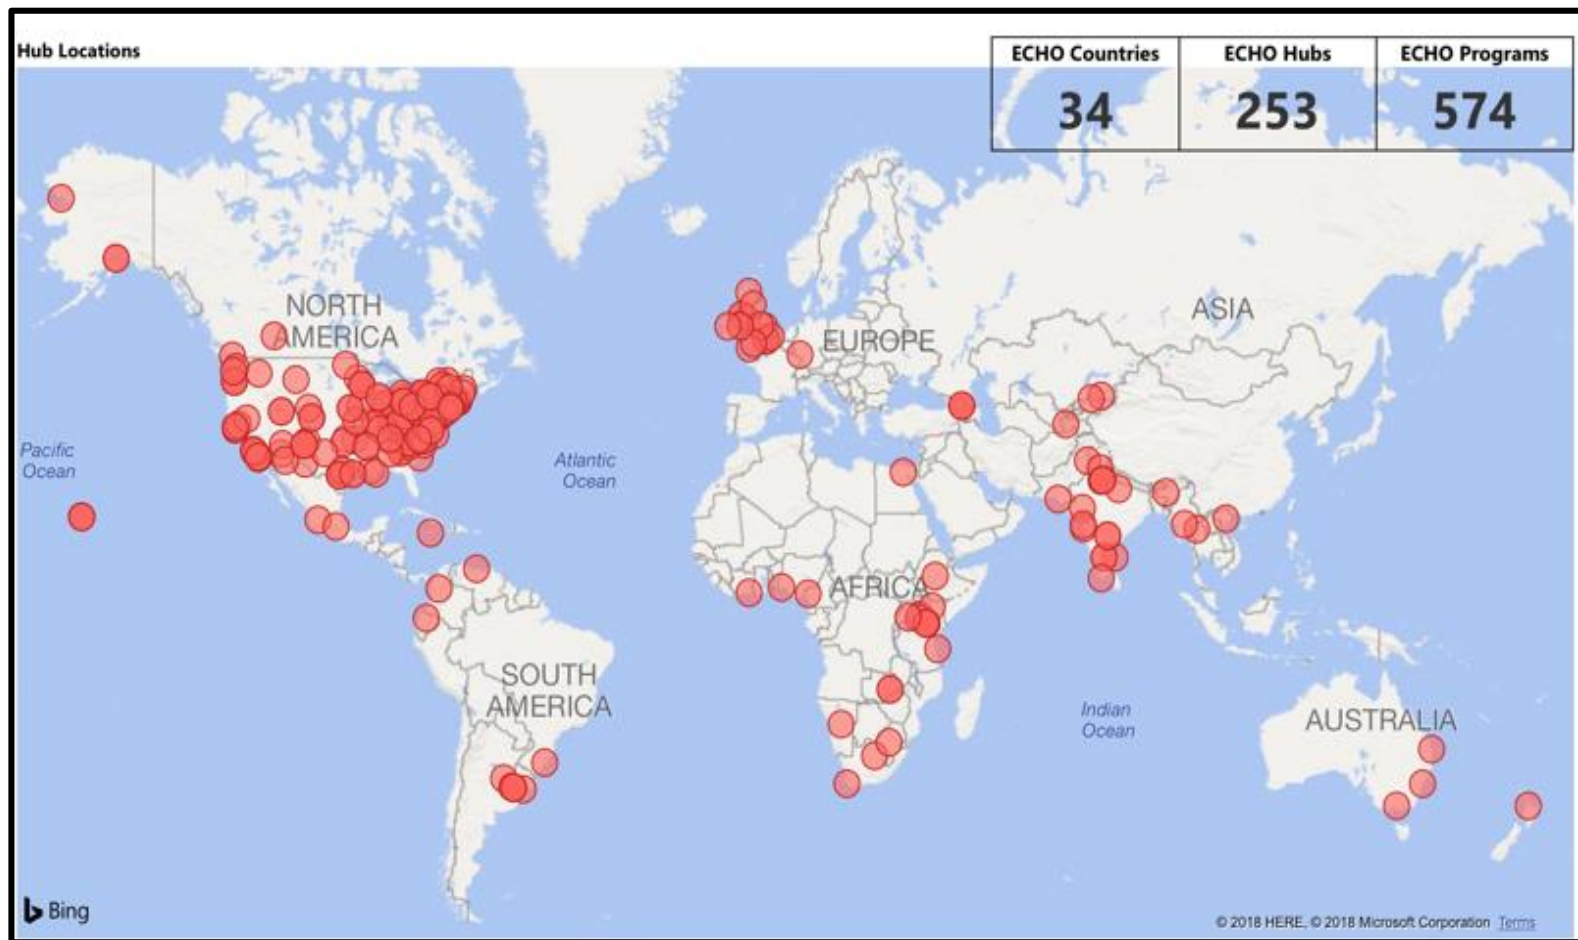 Hub Locations
ECHO Countries
ECHO Hubs
ECHO Programs
34
253
574
NORTH
AMERICA
EUROPE
ASIA
Pacific
Ocean
Atlantic
Ocean
AFRICA
SOUTH
AMERICA
Indian
Ocean
AUSTRALIA
Bing
© 2018 HERE, © 2018 Microsoft Corporation Terms